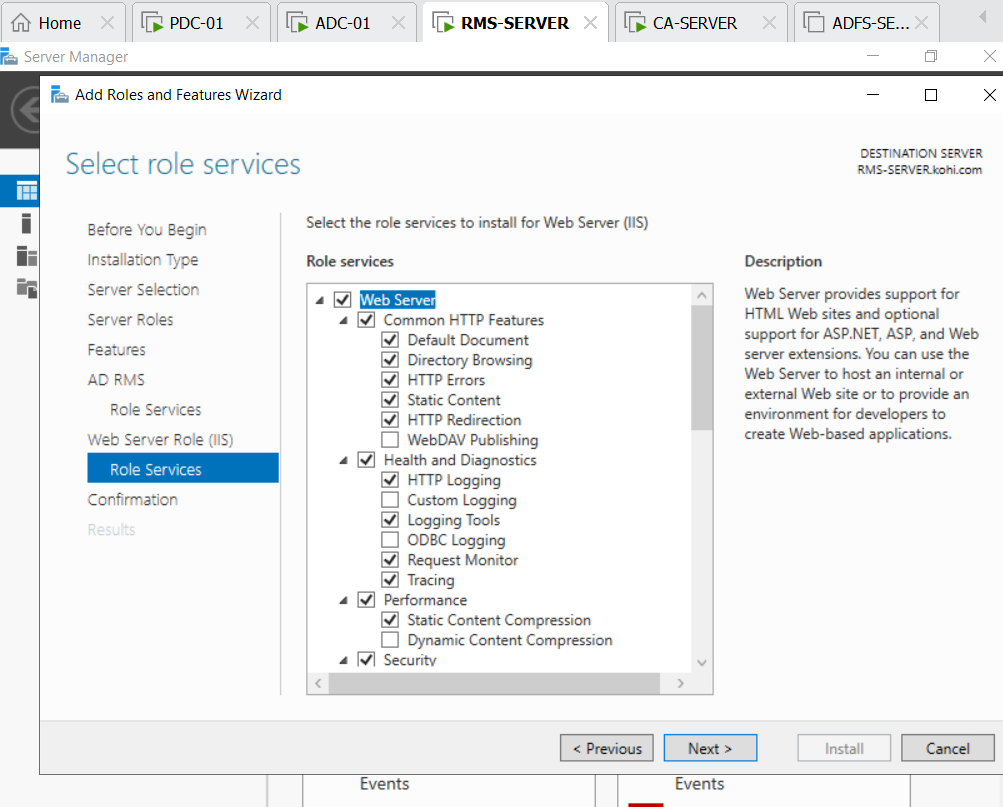 Home
PDC-01
ADC-01
RMS-SERVER
CA-SERVER
ADFS-SE...
Server Manager
Add Roles and Features Wizard
Select role services
DESTINATION SERVER
RMS-SERVER.kohi.com
Before You Begin
Installation Type
Server Selection
Server Roles
Features
AD RMS
Role Services
Web Server Role (IIS)
Role Services
Confirmation
Results
Select the role services to install for Web Server (IIS)
Role services
Web Server
Common HTTP Features
Default Document
Directory Browsing
HTTP Errors
Static Content
HTTP Redirection
WebDAV Publishing
Health and Diagnostics
HTTP Logging
Custom Logging
Logging Tools
ODBC Logging
Request Monitor
Tracing
Performance
Static Content Compression
Dynamic Content Compression
Security
Description
Web Server provides support for
HTML Web sites and optional
support for ASP.NET, ASP, and Web
server extensions. You can use the
Web Server to host an internal or
external Web site or to provide an
environment for developers to
create Web-based applications.
< Previous
Next >
Install
Cancel
Events
Events